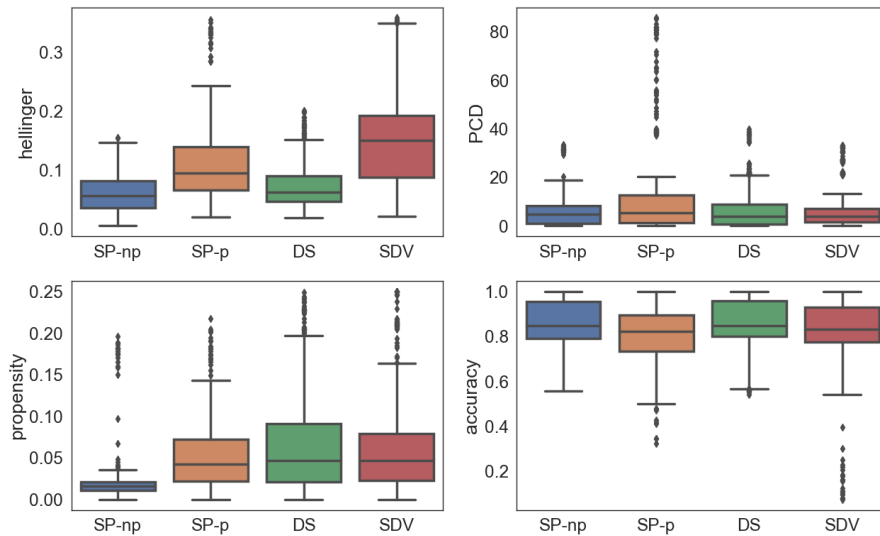 hellinger
0.3
0.2
0.1
0.0
SP-np SP-p DS SDV
PCD
80
60
40
20
0
SP-np SP-p DS SDV
propensity
0.25
0.20
0.15
0.10
0.05
0.00
SP-np SP-p DS SDV
accuracy
1.0
0.8
0.6
0.4
0.2
SP-np SP-p DS SDV